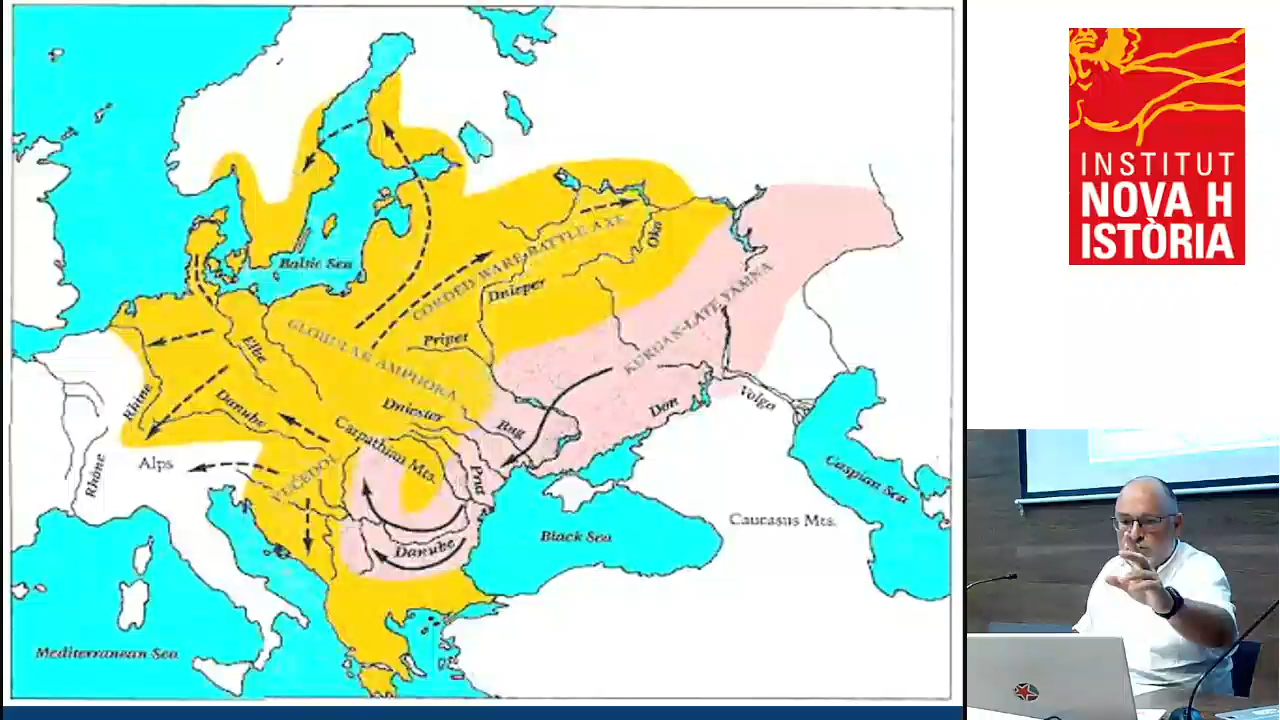 Baltic Sea
Oka
CORDED WARE-BATTLE AXE
Dnieper
GLOBULAR AMPHORA
Pripet
KURGAN-LATE YAMNA
Elbe
Rhine
Danube
Dniester
Bug
Don
Volga
Carpathian Mts.
Alps
VUČEDOL
Prut
Rhône
Caspian Sea
Caucasus Mts.
Danube
Black Sea
Mediterranean Sea
INSTITUT
NOVA H
ISTÒRIA